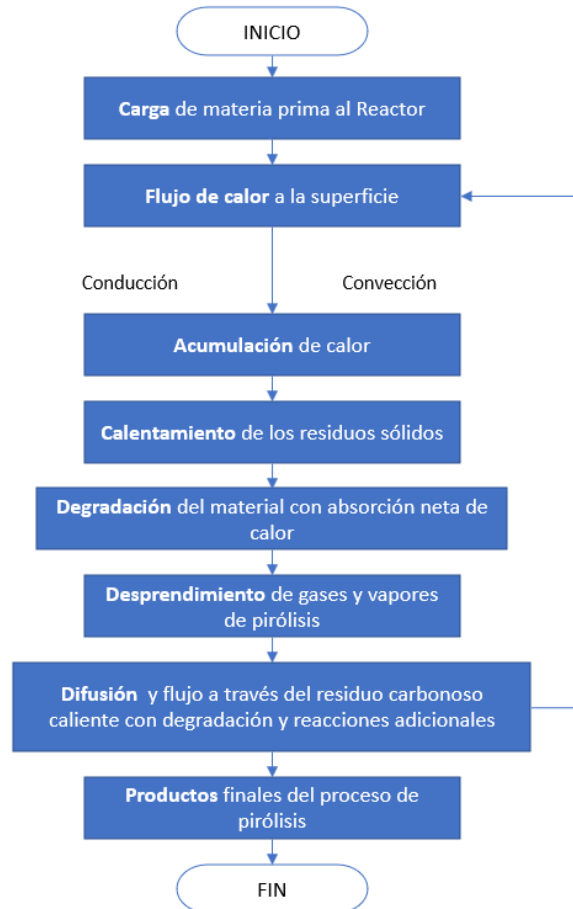 INICIO
Carga de materia prima al Reactor
Flujo de calor a la superficie
Conducción
Convección
Acumulación de calor
Calentamiento de los residuos sólidos
Degradación del material con absorción neta de
calor
Desprendimiento de gases y vapores
de pirólisis
Difusión y flujo a través del residuo carbonoso
caliente con degradación y reacciones adicionales
Productos finales del proceso de
pirólisis
FIN